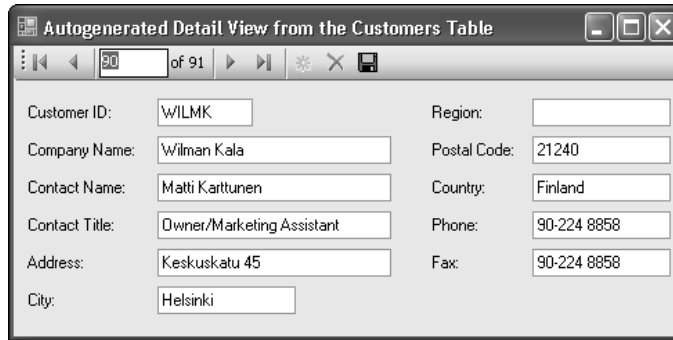 Autogenerated Detail View from the Customers Table
90 of 91
Customer ID: WILMK
Company Name: Wilman Kala
Contact Name: Matti Karttunen
Contact Title: Owner/Marketing Assistant
Address: Keskuskatu 45
City: Helsinki
Region:
Postal Code: 21240
Country: Finland
Phone: 90-224 8858
Fax: 90-224 8858